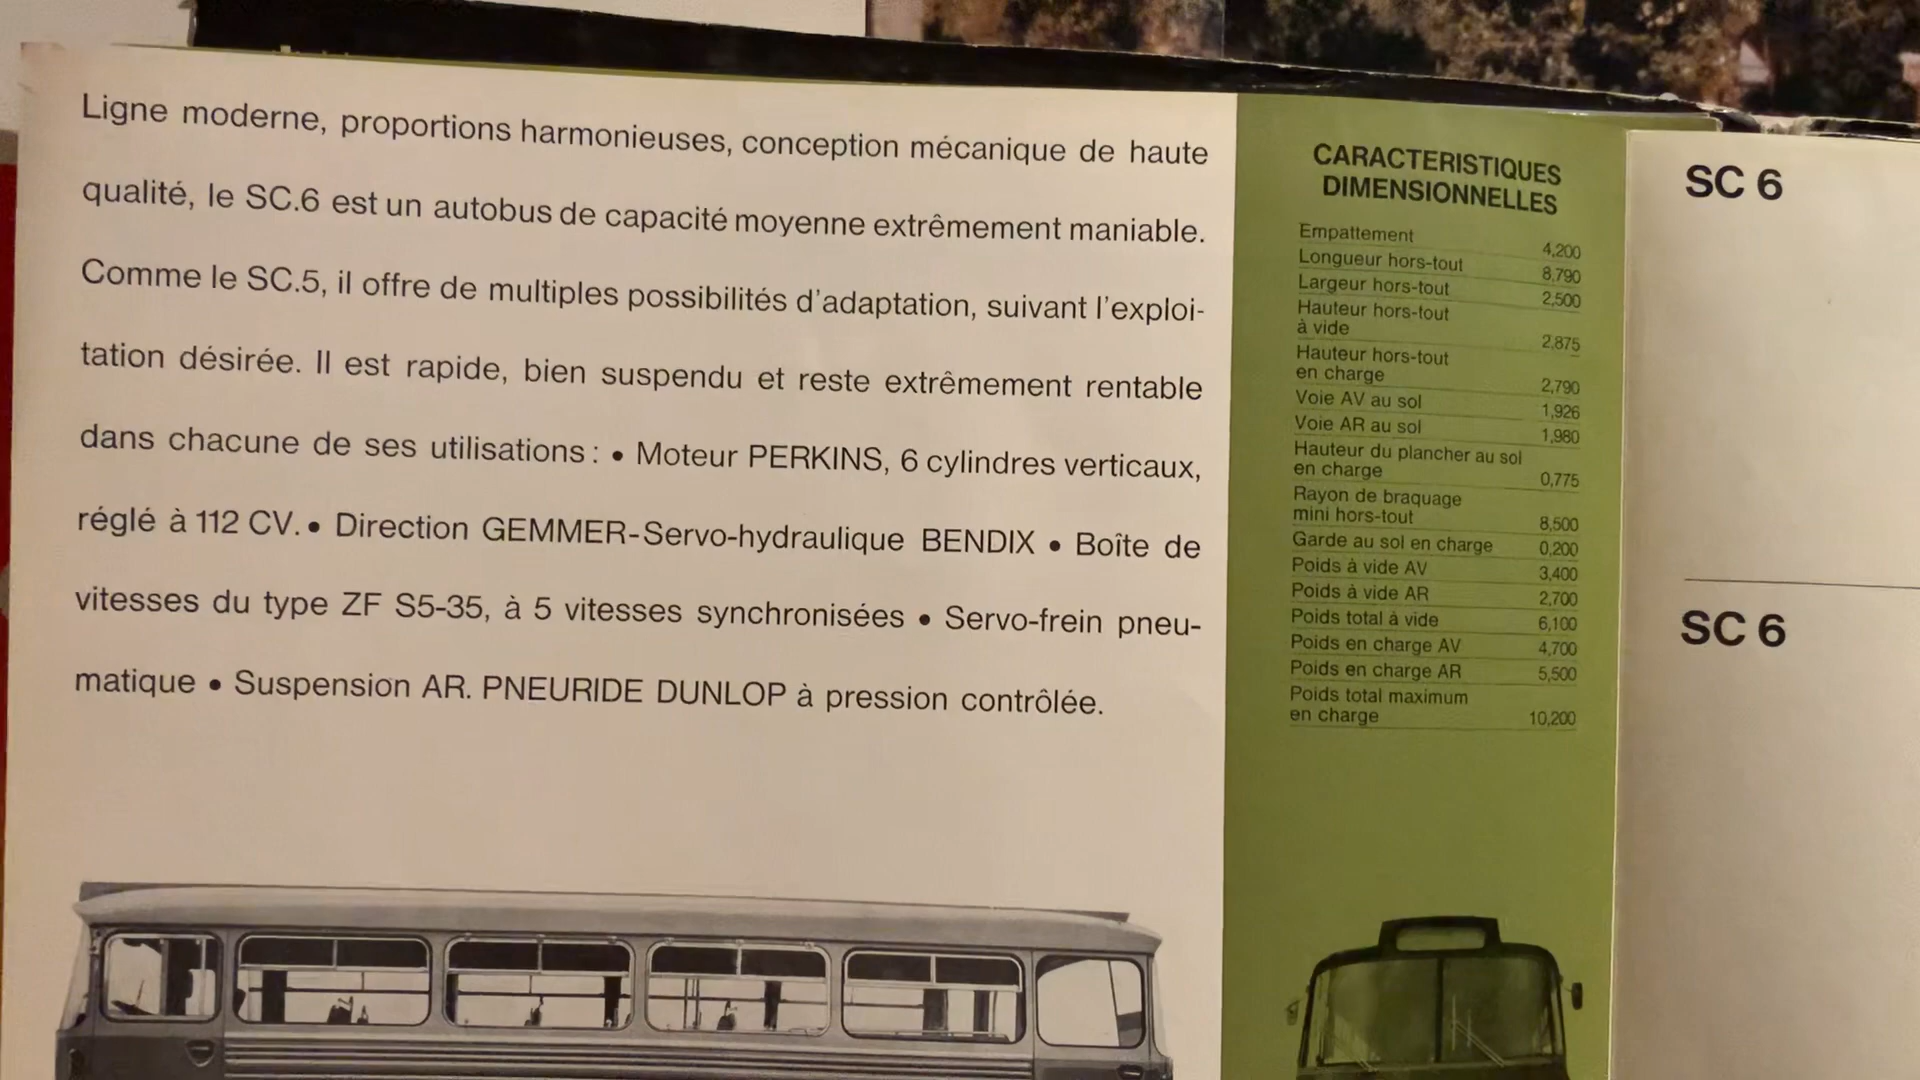 Ligne moderne, proportions harmonieuses, conception mécanique de haute
qualité, le SC.6 est un autobus de capacité moyenne extrêmement maniable.
Comme le SC.5, il offre de multiples possibilités d'adaptation, suivant l'exploi-
tation désirée. Il est rapide, bien suspendu et reste extrêmement rentable
dans chacune de ses utilisations : • Moteur PERKINS, 6 cylindres verticaux,
réglé à 112 CV. • Direction GEMMER-Servo-hydraulique BENDIX • Boîte de
vitesses du type ZF S5-35, à 5 vitesses synchronisées • Servo-frein pneu-
matique • Suspension AR. PNEURIDE DUNLOP à pression contrôlée.
CARACTERISTIQUES
DIMENSIONNELLES
Empattement 4,200
Longueur hors-tout 8,790
Largeur hors-tout 2,500
Hauteur hors-tout
à vide 2,875
Hauteur hors-tout
en charge 2,790
Voie AV au sol 1,926
Voie AR au sol 1,980
Hauteur du plancher au sol
en charge 0,775
Rayon de braquage
mini hors-tout 8,500
Garde au sol en charge 0,200
Poids à vide AV 3,400
Poids à vide AR 2,700
Poids total à vide 6,100
Poids en charge AV 4,700
Poids en charge AR 5,500
Poids total maximum
en charge 10,200
SC 6
SC 6